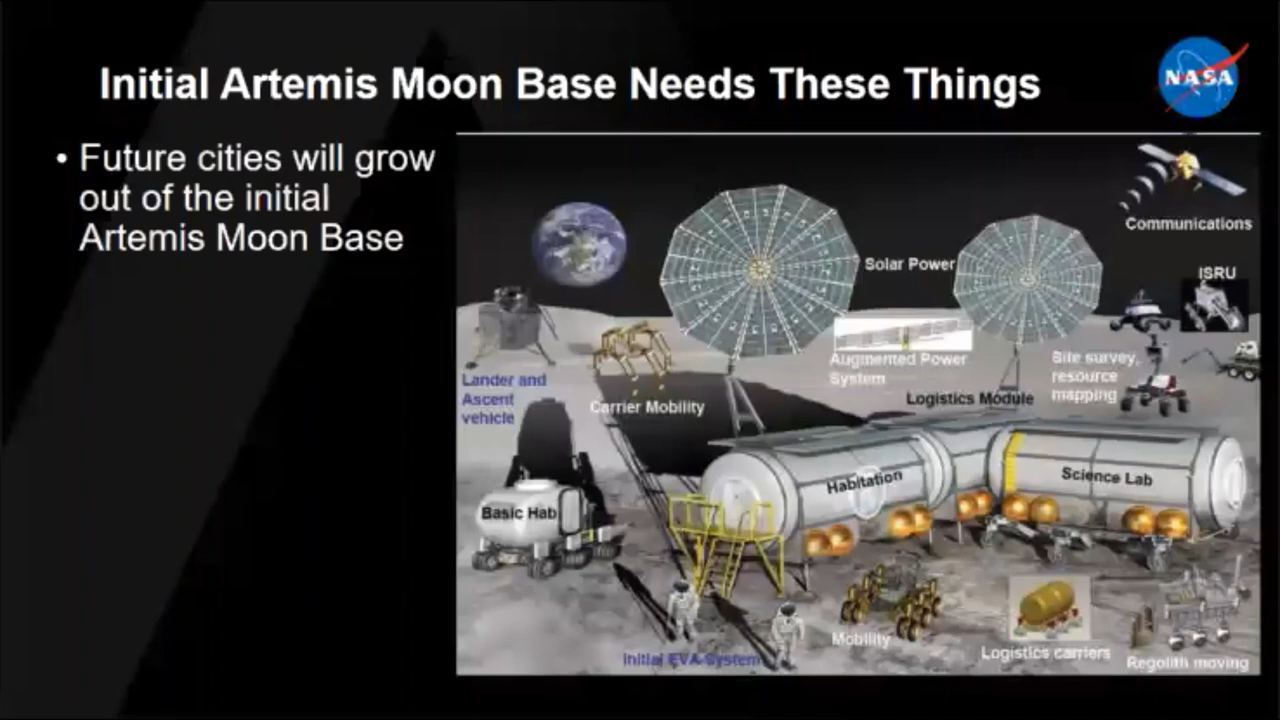 Initial Artemis Moon Base Needs These Things
NASA
• Future cities will grow
out of the initial
Artemis Moon Base
Communications
Solar Power
ISRU
Augmented Power
System
Site survey,
resource
mapping
Lander and
Ascent
vehicle
Carrier Mobility
Logistics Module
Habitation
Science Lab
Basic Hab
Initial EVA System
Mobility
Logistics carriers
Regolith moving